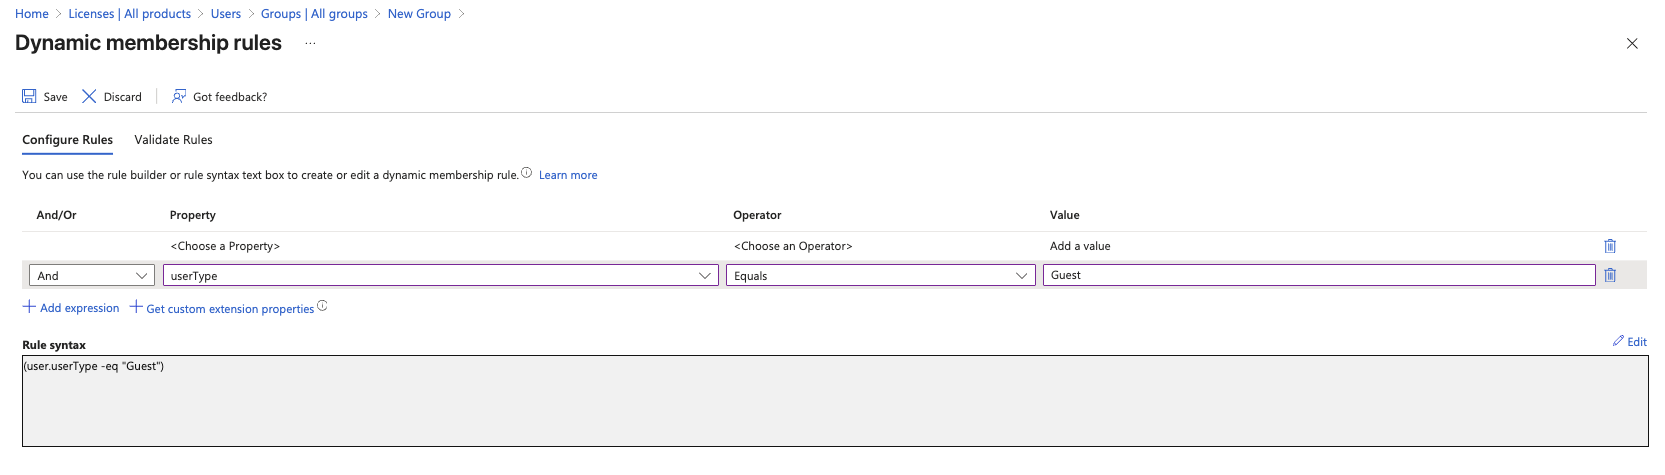 Home > Licenses | All products > Users > Groups | All groups > New Group >
Dynamic membership rules ...
Save Discard Got feedback?
Configure Rules Validate Rules
You can use the rule builder or rule syntax text box to create or edit a dynamic membership rule. Learn more
And/Or Property Operator Value
<Choose a Property> <Choose an Operator> Add a value
And userType Equals Guest
+ Add expression + Get custom extension properties
Rule syntax Edit
(user.userType -eq "Guest")